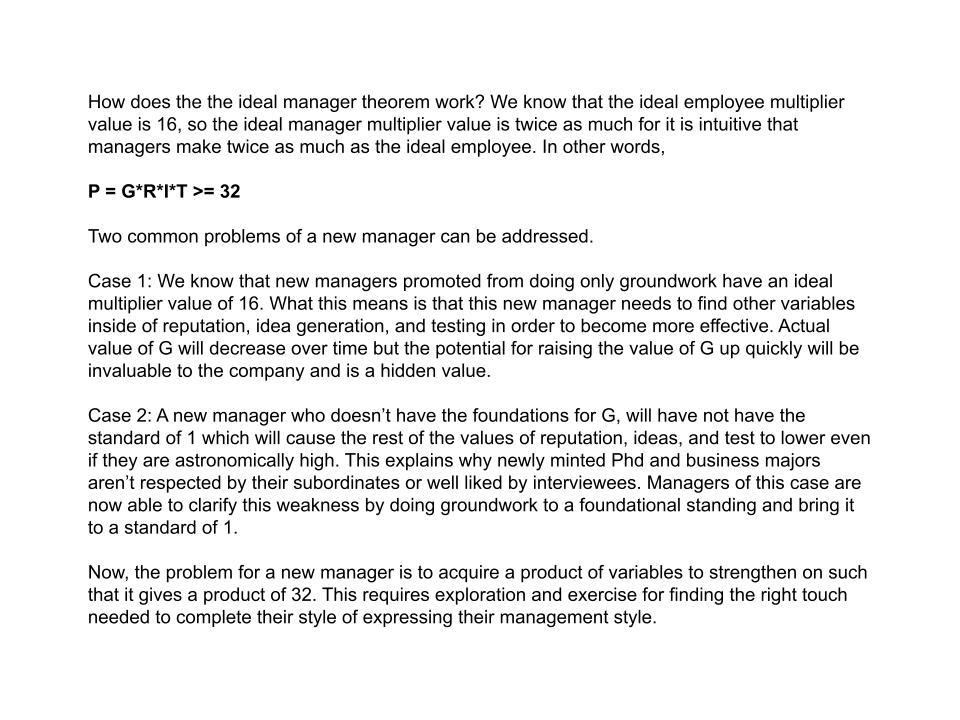 How does the the ideal manager theorem work? We know that the ideal employee multiplier
value is 16, so the ideal manager multiplier value is twice as much for it is intuitive that
managers make twice as much as the ideal employee. In other words,
P = G*R*I*T >= 32
Two common problems of a new manager can be addressed.
Case 1: We know that new managers promoted from doing only groundwork have an ideal
multiplier value of 16. What this means is that this new manager needs to find other variables
inside of reputation, idea generation, and testing in order to become more effective. Actual
value of G will decrease over time but the potential for raising the value of G up quickly will be
invaluable to the company and is a hidden value.
Case 2: A new manager who doesn’t have the foundations for G, will have not have the
standard of 1 which will cause the rest of the values of reputation, ideas, and test to lower even
if they are astronomically high. This explains why newly minted Phd and business majors
aren’t respected by their subordinates or well liked by interviewees. Managers of this case are
now able to clarify this weakness by doing groundwork to a foundational standing and bring it
to a standard of 1.
Now, the problem for a new manager is to acquire a product of variables to strengthen on such
that it gives a product of 32. This requires exploration and exercise for finding the right touch
needed to complete their style of expressing their management style.